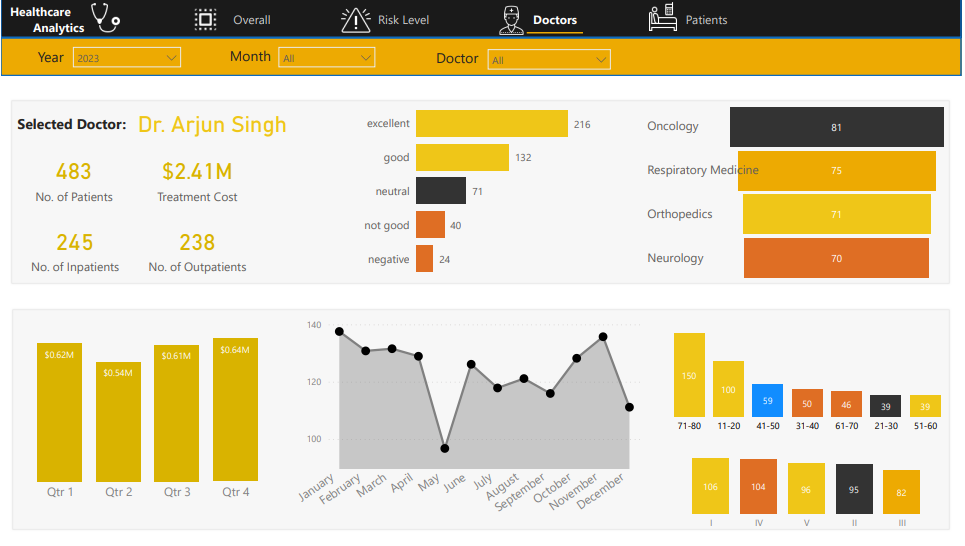 Healthcare
Analytics
Overall
Risk Level
Doctors
Patients
Year
2023
Month
All
Doctor
All
Selected Doctor: Dr. Arjun Singh
483
No. of Patients
$2.41M
Treatment Cost
245
No. of Inpatients
238
No. of Outpatients
excellent 216
good 132
neutral 71
not good 40
negative 24
Oncology 81
Respiratory Medicine 75
Orthopedics 71
Neurology 70
$0.62M
$0.54M
$0.61M
$0.64M
Qtr 1
Qtr 2
Qtr 3
Qtr 4
140
120
100
January
February
March
April
May
June
July
August
September
October
November
December
150
100
59
50
46
39
39
71-80
11-20
41-50
31-40
61-70
21-30
51-60
106
104
96
95
82
I
IV
V
II
III